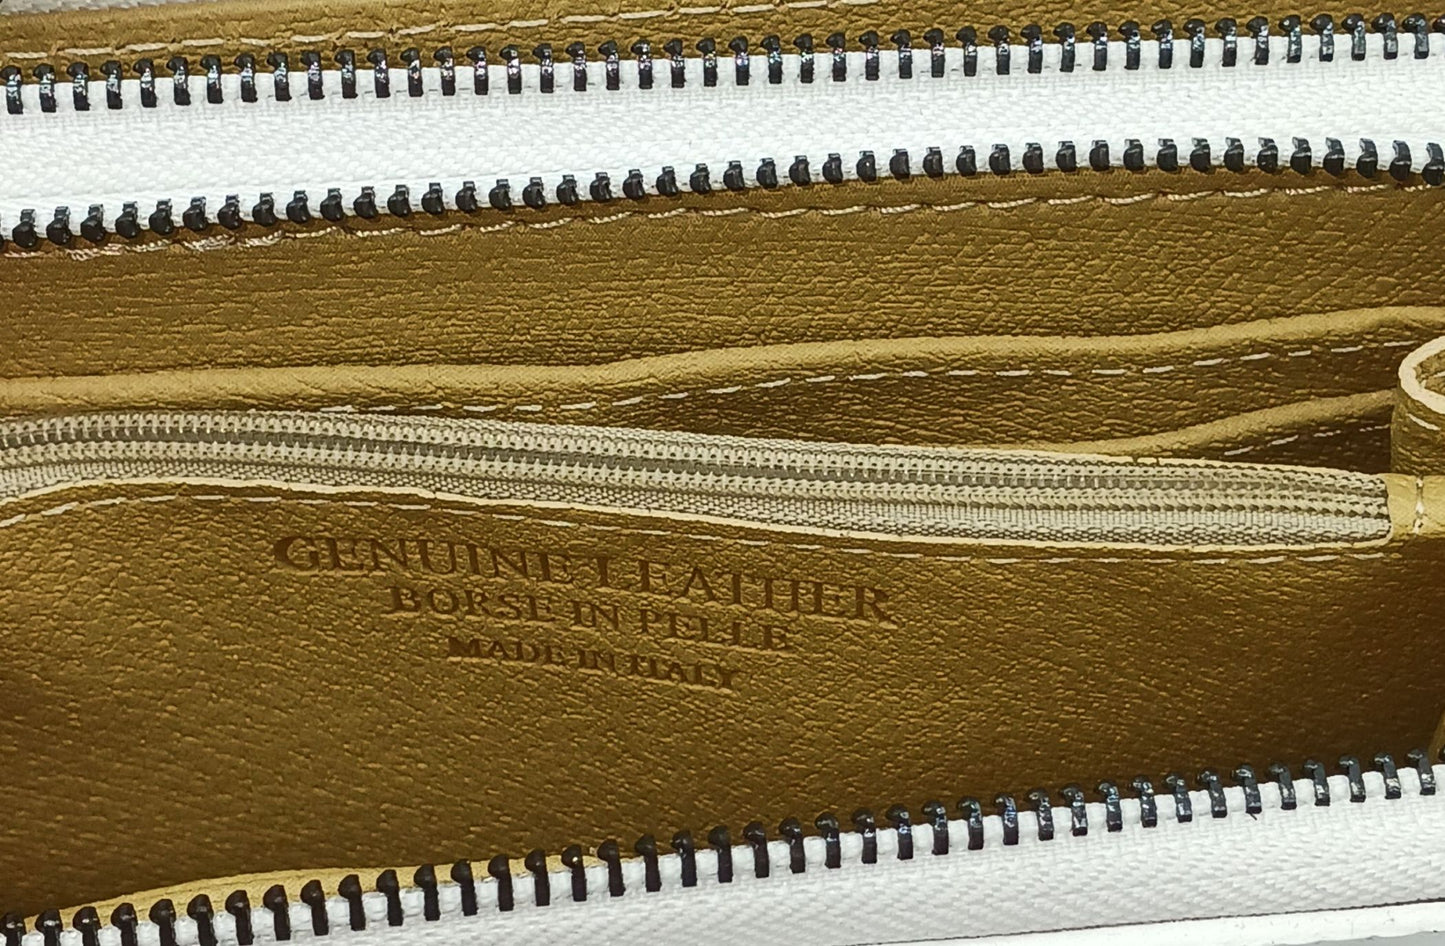 GENUINE LEATHER
BORSE IN PELLE
MADE IN ITALY